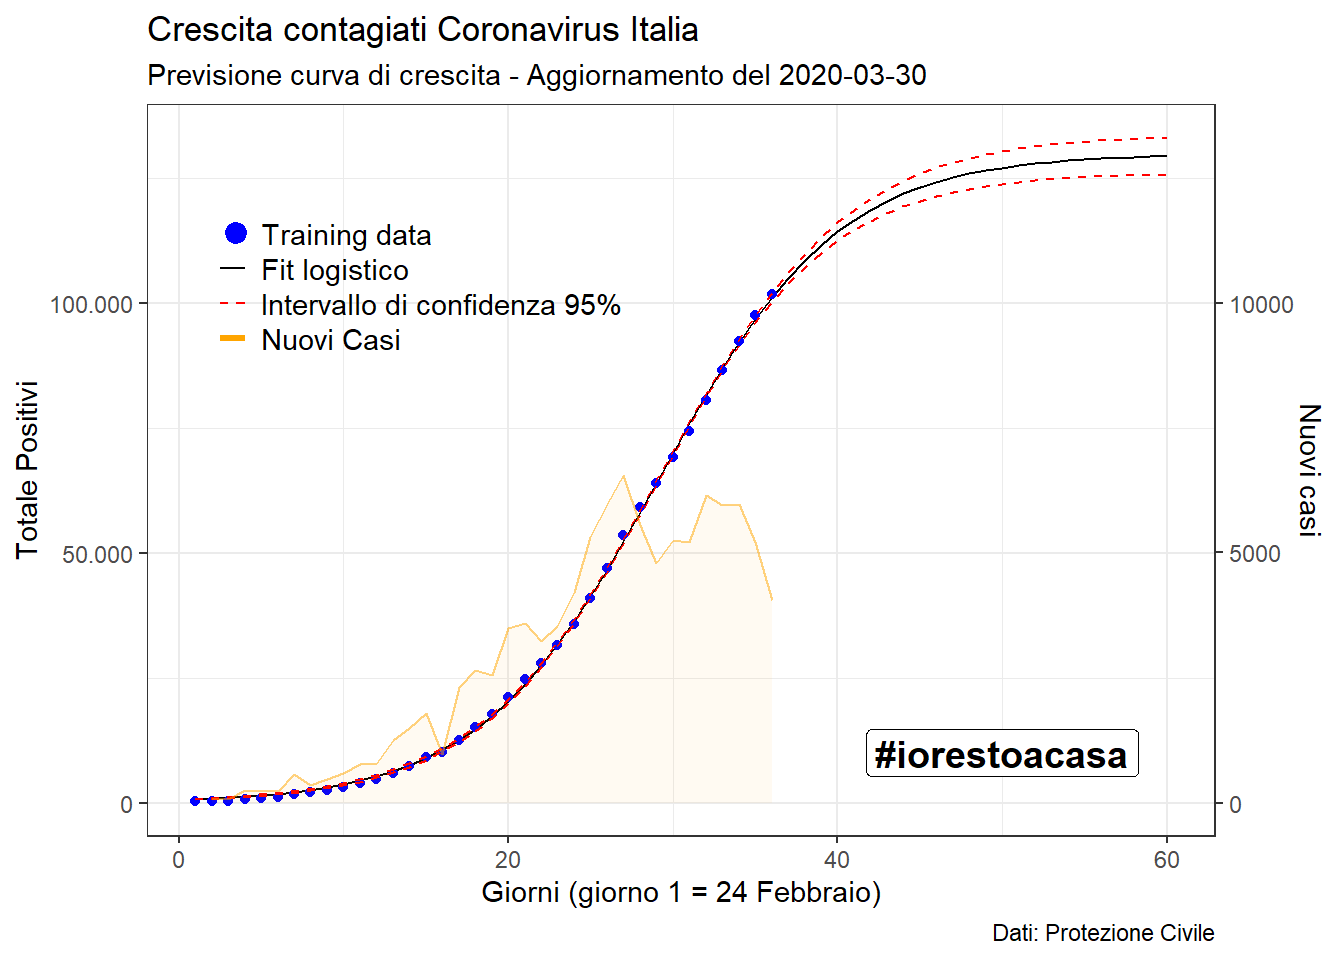 Crescita contagiati Coronavirus Italia
Previsione curva di crescita - Aggiornamento del 2020-03-30
Training data
Fit logistico
Intervallo di confidenza 95%
Nuovi Casi
Totale Positivi
100.000
50.000
0
10000
5000
0
Nuovi casi
#iorestoacasa
0 20 40 60
Giorni (giorno 1 = 24 Febbraio)
Dati: Protezione Civile